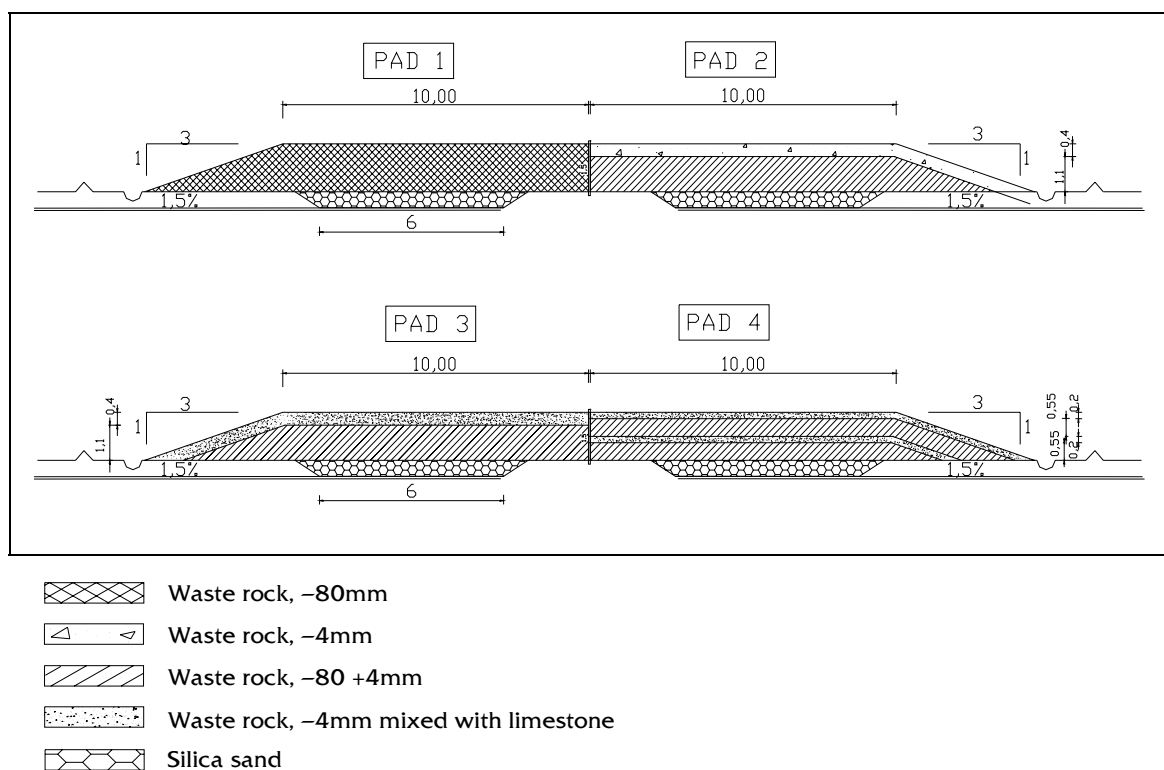 PAD 1 PAD 2
10,00 10,00
3 3
1 1,5 0,4 1
1,1
1,5% 1,5%
6
PAD 3 PAD 4
10,00 10,00
3 3
0,4 1 1,5 0,55 0,2 1
1,1 0,55 0,2
1,5% 1,5%
6
Waste rock, –80mm
Waste rock, –4mm
Waste rock, –80 +4mm
Waste rock, –4mm mixed with limestone
Silica sand